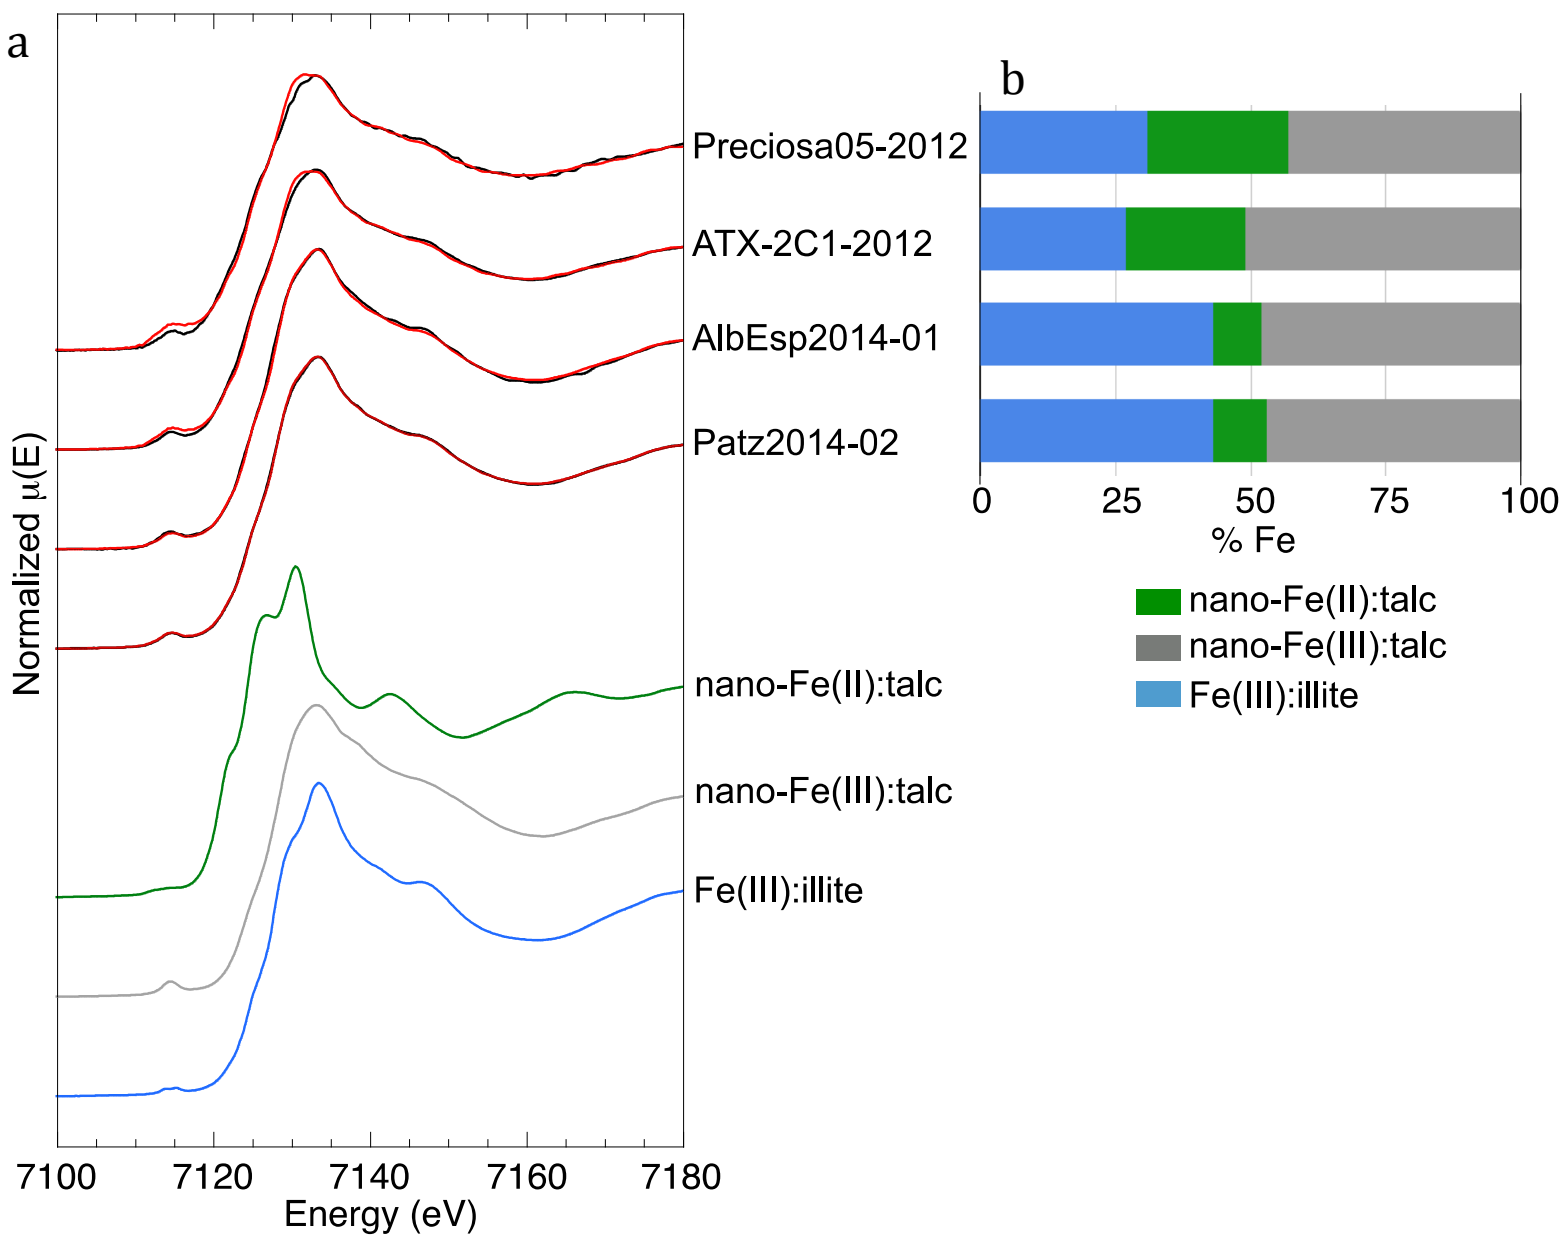 a
b
Preciosa05-2012
ATX-2C1-2012
AlbEsp2014-01
Patz2014-02
nano-Fe(II):talc
nano-Fe(III):talc
Fe(III):illite
Normalized μ(E)
7100 7120 7140 7160 7180
Energy (eV)
0 25 50 75 100
% Fe
nano-Fe(II):talc
nano-Fe(III):talc
Fe(III):illite